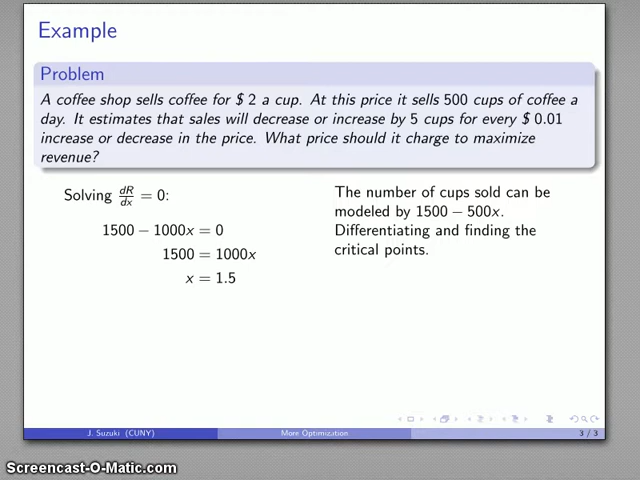 Example
Problem
A coffee shop sells coffee for $ 2 a cup. At this price it sells 500 cups of coffee a
day. It estimates that sales will decrease or increase by 5 cups for every $ 0.01
increase or decrease in the price. What price should it charge to maximize
revenue?
Solving dR/dx = 0:
1500 − 1000x = 0
1500 = 1000x
x = 1.5
The number of cups sold can be
modeled by 1500 − 500x.
Differentiating and finding the
critical points.
J. Suzuki (CUNY) More Optimization 3 / 3
Screencast-O-Matic.com